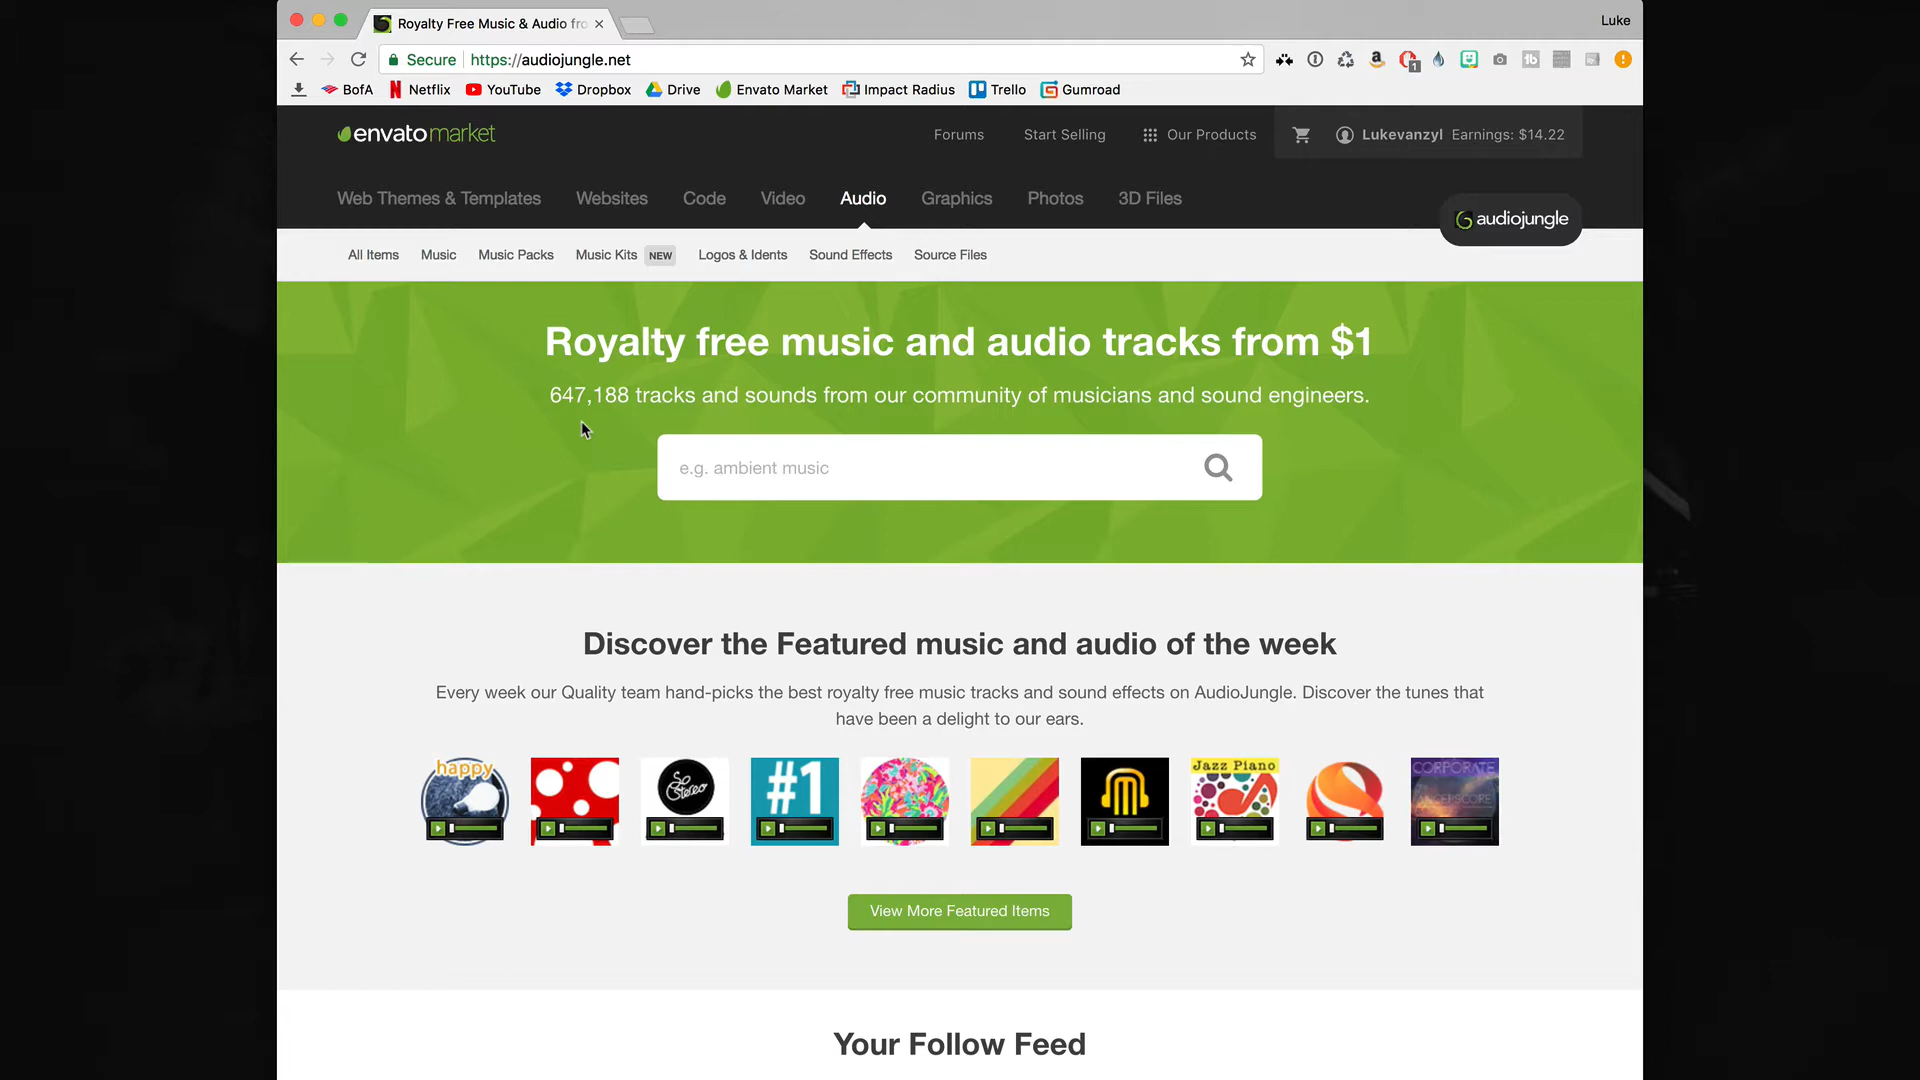 Royalty Free Music & Audio fro
Luke
Secure https://audiojungle.net
BofA Netflix YouTube Dropbox Drive Envato Market Impact Radius Trello Gumroad
envatomarket
Forums Start Selling Our Products Lukevanzyl Earnings: $14.22
Web Themes & Templates Websites Code Video Audio Graphics Photos 3D Files
audiojungle
All Items Music Music Packs Music Kits NEW Logos & Idents Sound Effects Source Files
Royalty free music and audio tracks from $1
647,188 tracks and sounds from our community of musicians and sound engineers.
e.g. ambient music
Discover the Featured music and audio of the week
Every week our Quality team hand-picks the best royalty free music tracks and sound effects on AudioJungle. Discover the tunes that
have been a delight to our ears.
happy
So Stereo
#1
Jazz Piano
CORPORATE
View More Featured Items
Your Follow Feed